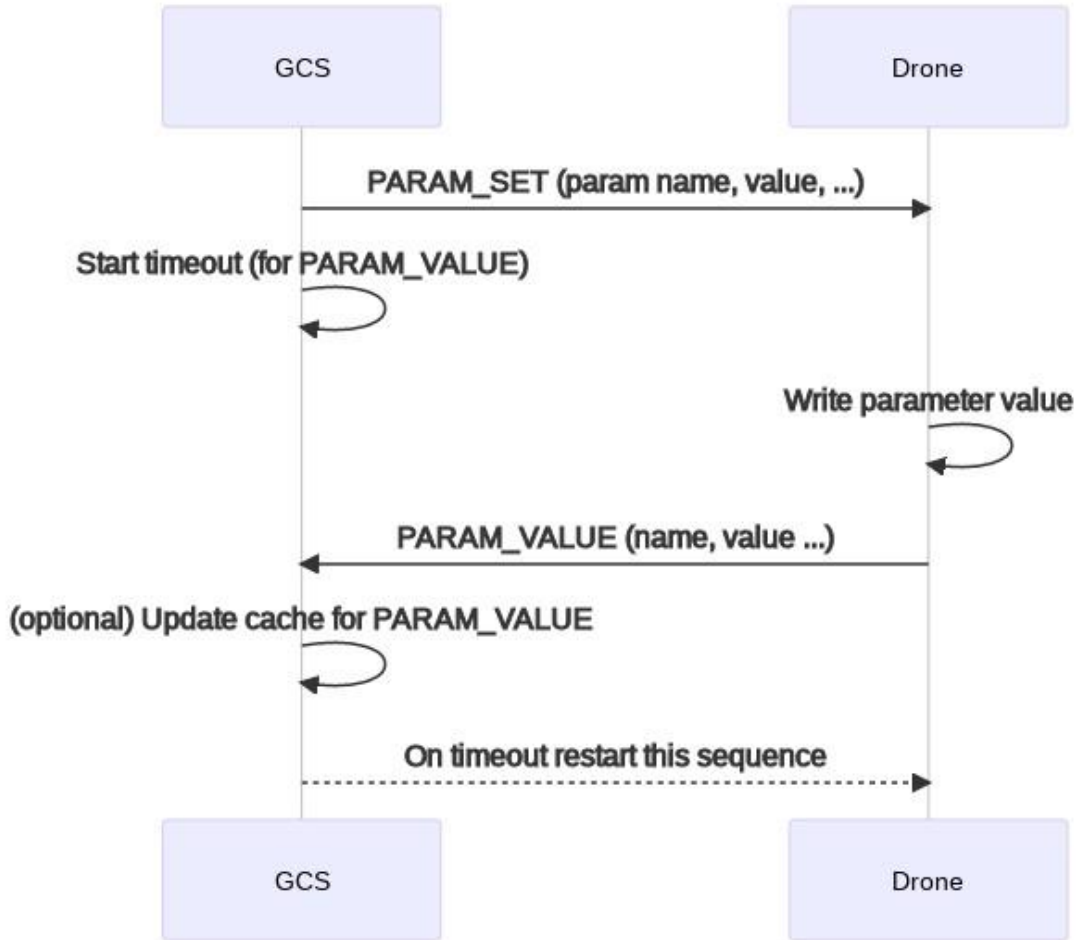 GCS
Drone
PARAM_SET (param name, value, ...)
Start timeout (for PARAM_VALUE)
Write parameter value
PARAM_VALUE (name, value ...)
(optional) Update cache for PARAM_VALUE
On timeout restart this sequence
GCS
Drone